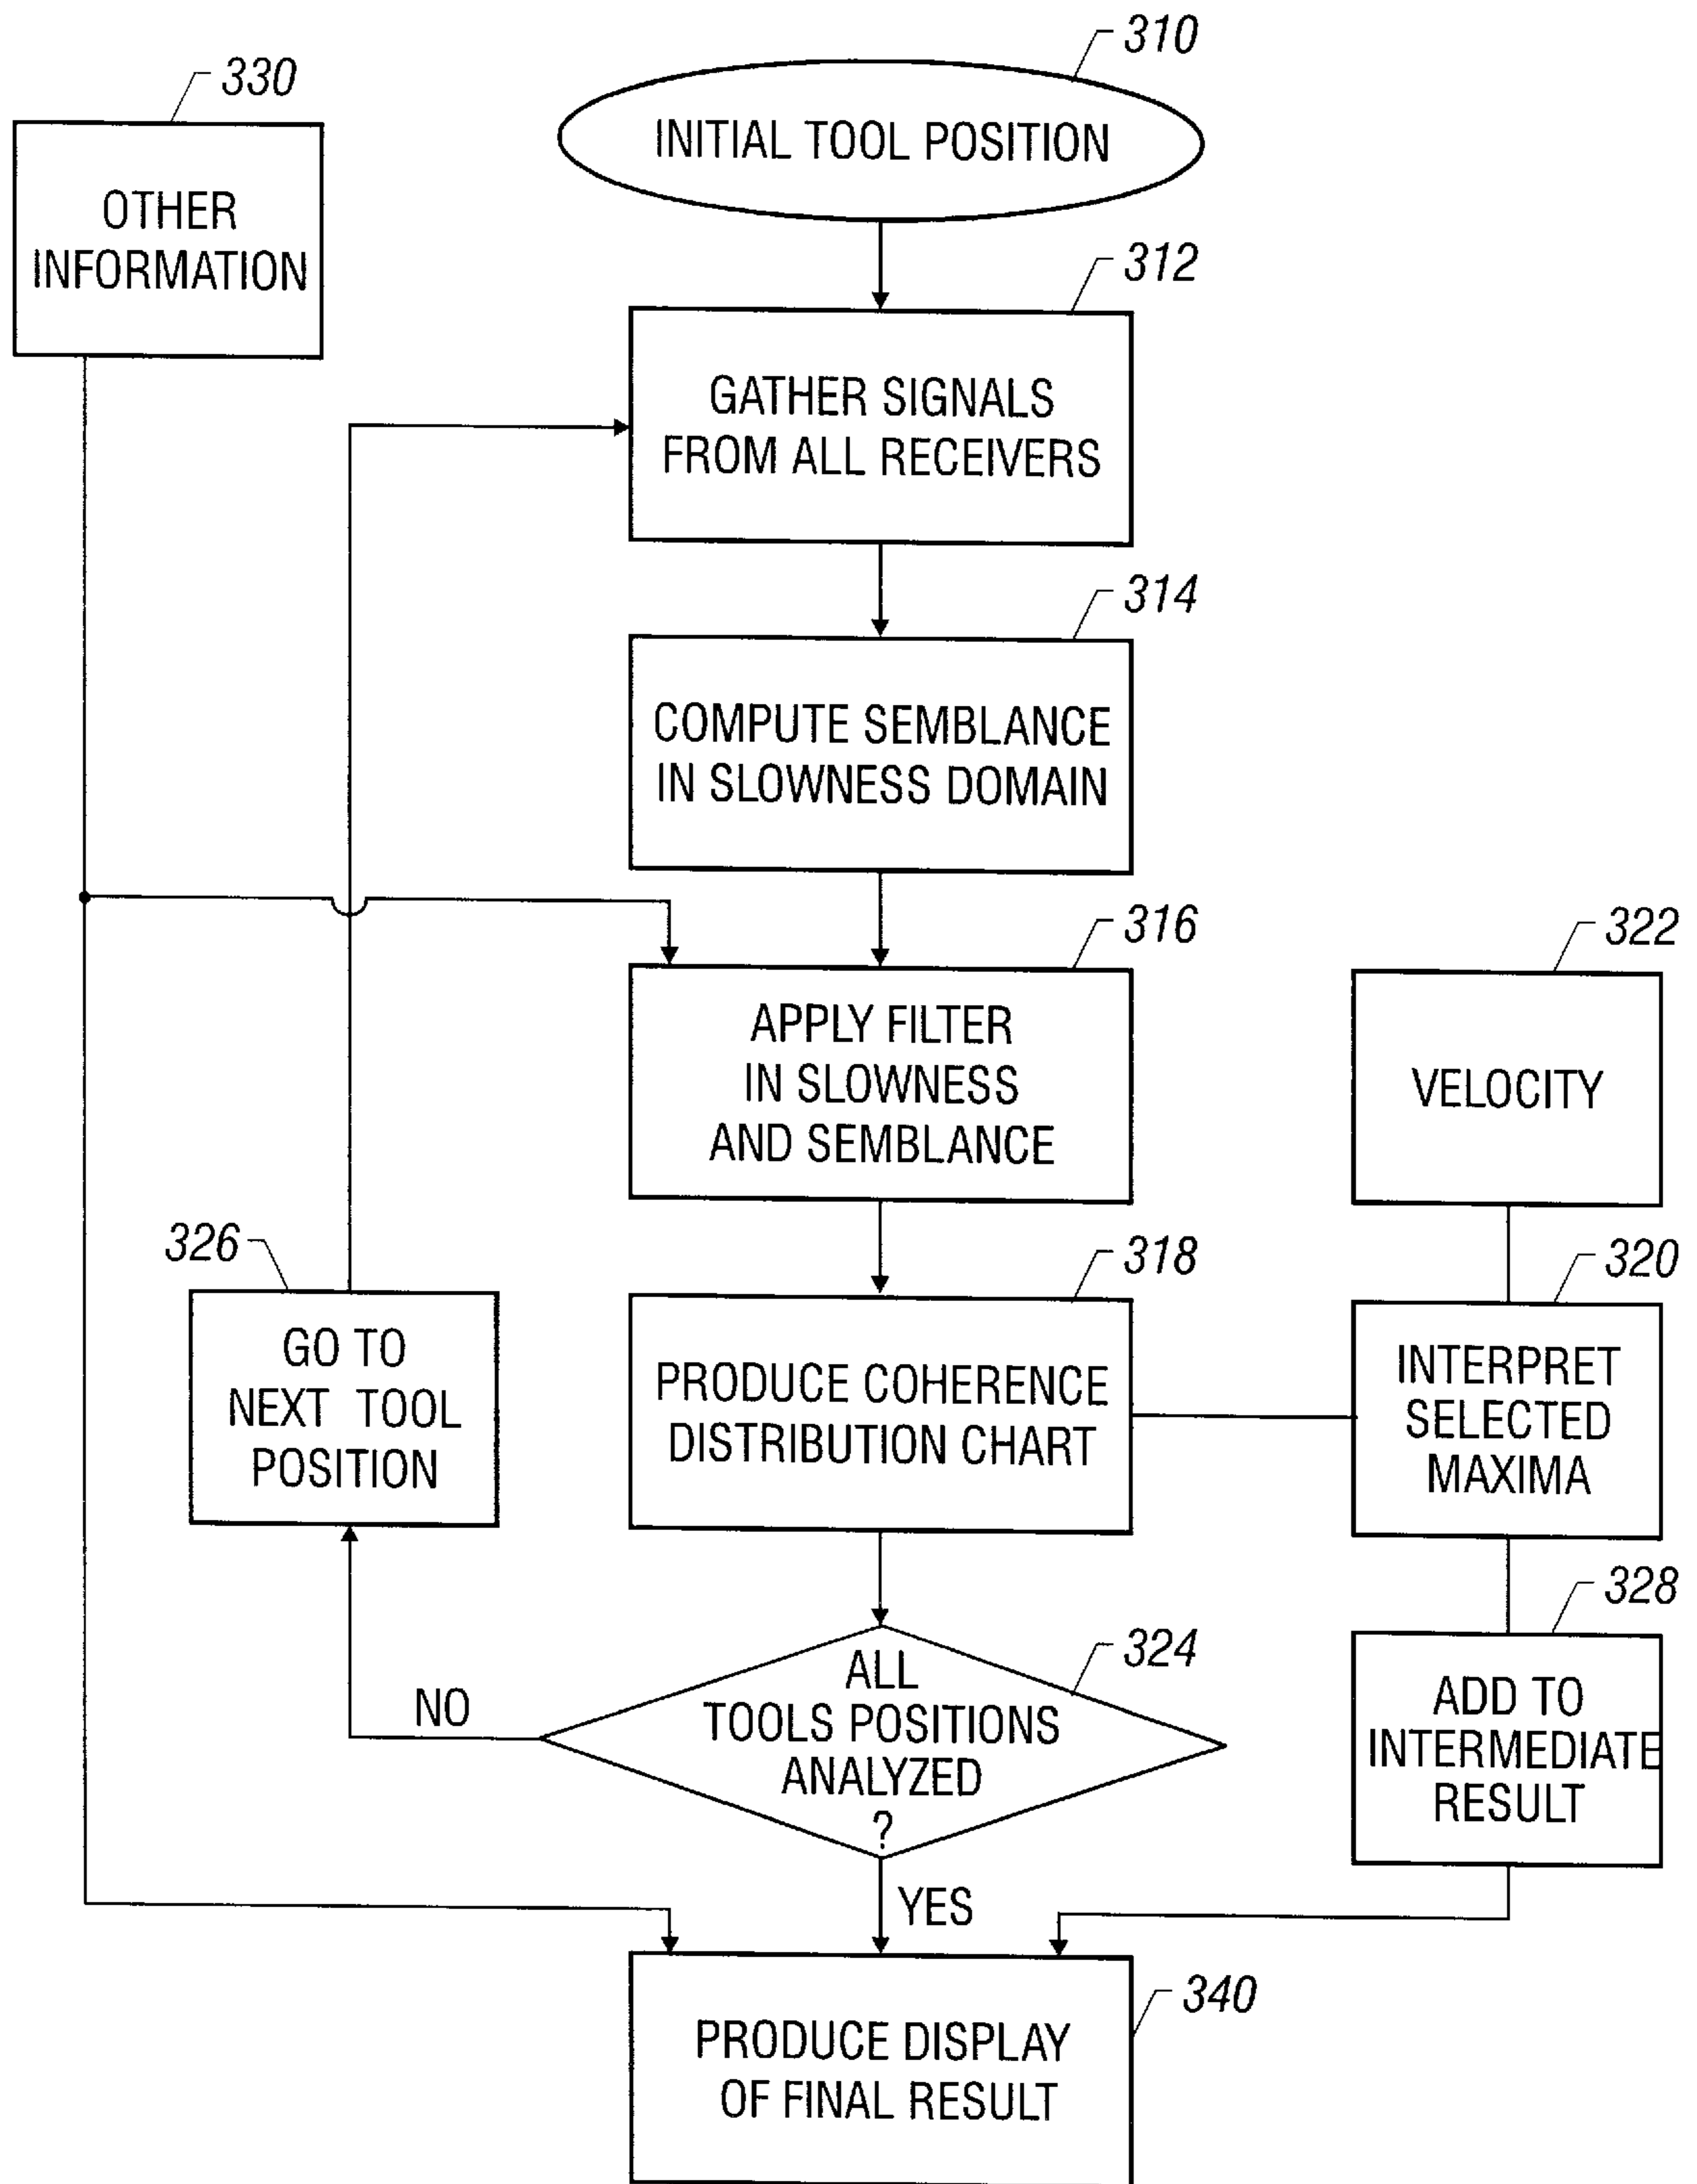 310
INITIAL TOOL POSITION
330
OTHER
INFORMATION
312
GATHER SIGNALS
FROM ALL RECEIVERS
314
COMPUTE SEMBLANCE
IN SLOWNESS DOMAIN
316
APPLY FILTER
IN SLOWNESS
AND SEMBLANCE
322
VELOCITY
326
GO TO
NEXT TOOL
POSITION
318
PRODUCE COHERENCE
DISTRIBUTION CHART
320
INTERPRET
SELECTED
MAXIMA
324
ALL
TOOLS POSITIONS
ANALYZED
?
NO
YES
328
ADD TO
INTERMEDIATE
RESULT
340
PRODUCE DISPLAY
OF FINAL RESULT